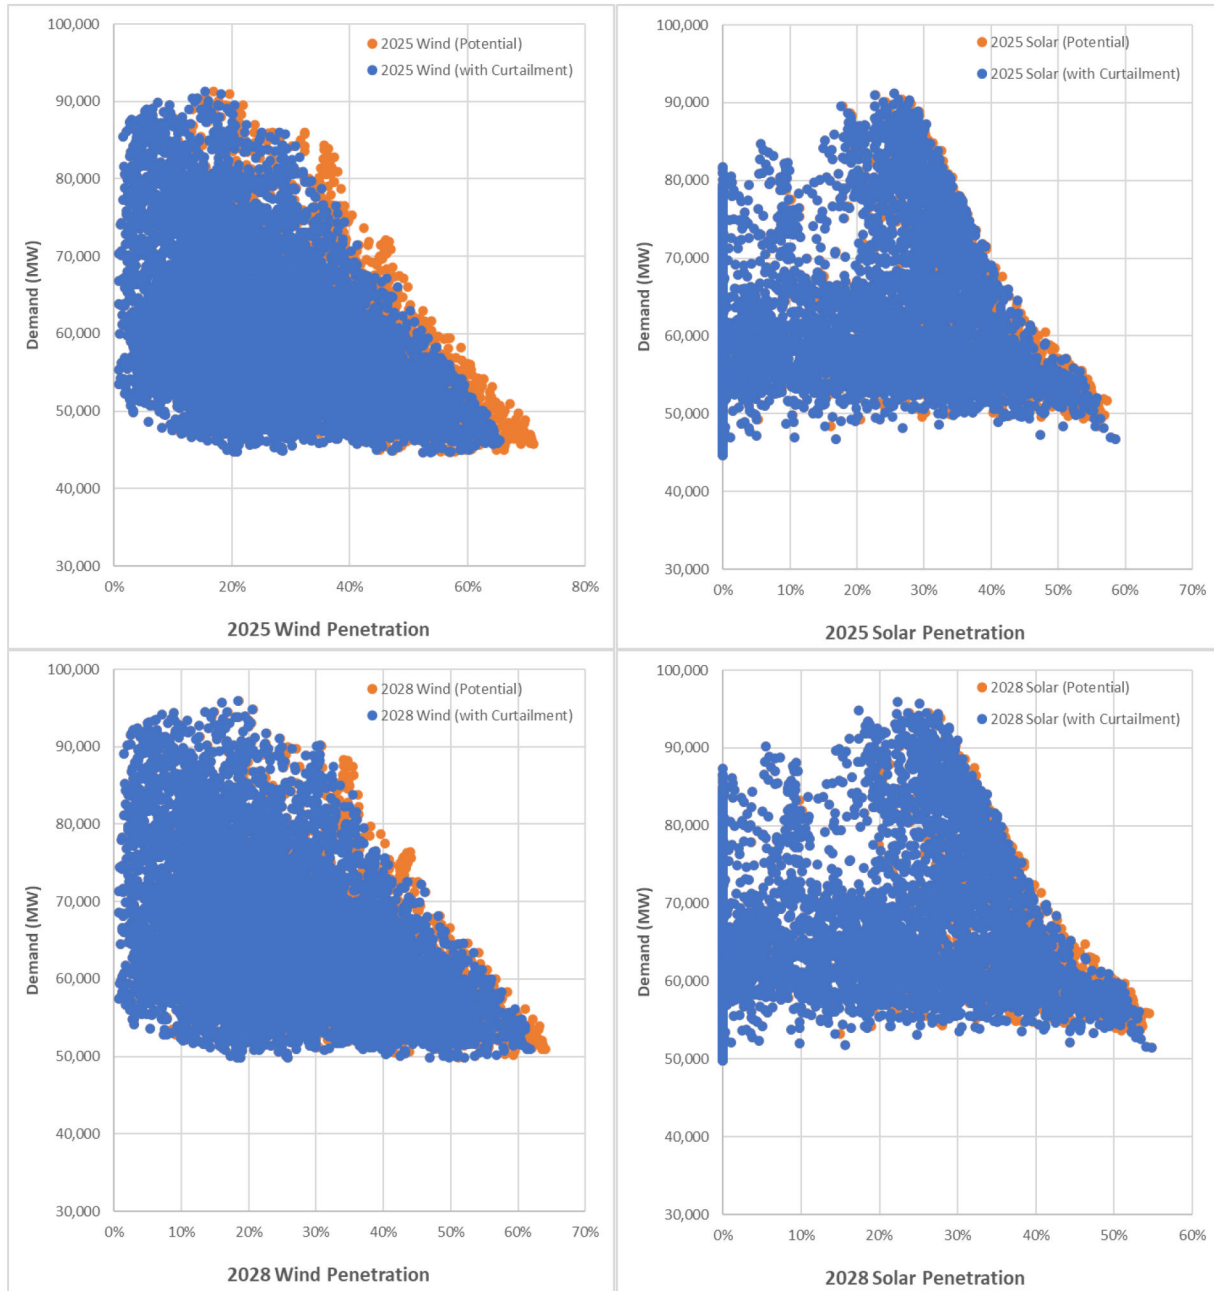 100,000
90,000
80,000
70,000
60,000
50,000
40,000
30,000
Demand (MW)
2025 Wind (Potential)
2025 Wind (with Curtailment)
0% 20% 40% 60% 80%
2025 Wind Penetration
100,000
90,000
80,000
70,000
60,000
50,000
40,000
30,000
Demand (MW)
2025 Solar (Potential)
2025 Solar (with Curtailment)
0% 10% 20% 30% 40% 50% 60% 70%
2025 Solar Penetration
100,000
90,000
80,000
70,000
60,000
50,000
40,000
30,000
Demand (MW)
2028 Wind (Potential)
2028 Wind (with Curtailment)
0% 10% 20% 30% 40% 50% 60% 70%
2028 Wind Penetration
100,000
90,000
80,000
70,000
60,000
50,000
40,000
30,000
Demand (MW)
2028 Solar (Potential)
2028 Solar (with Curtailment)
0% 10% 20% 30% 40% 50% 60%
2028 Solar Penetration